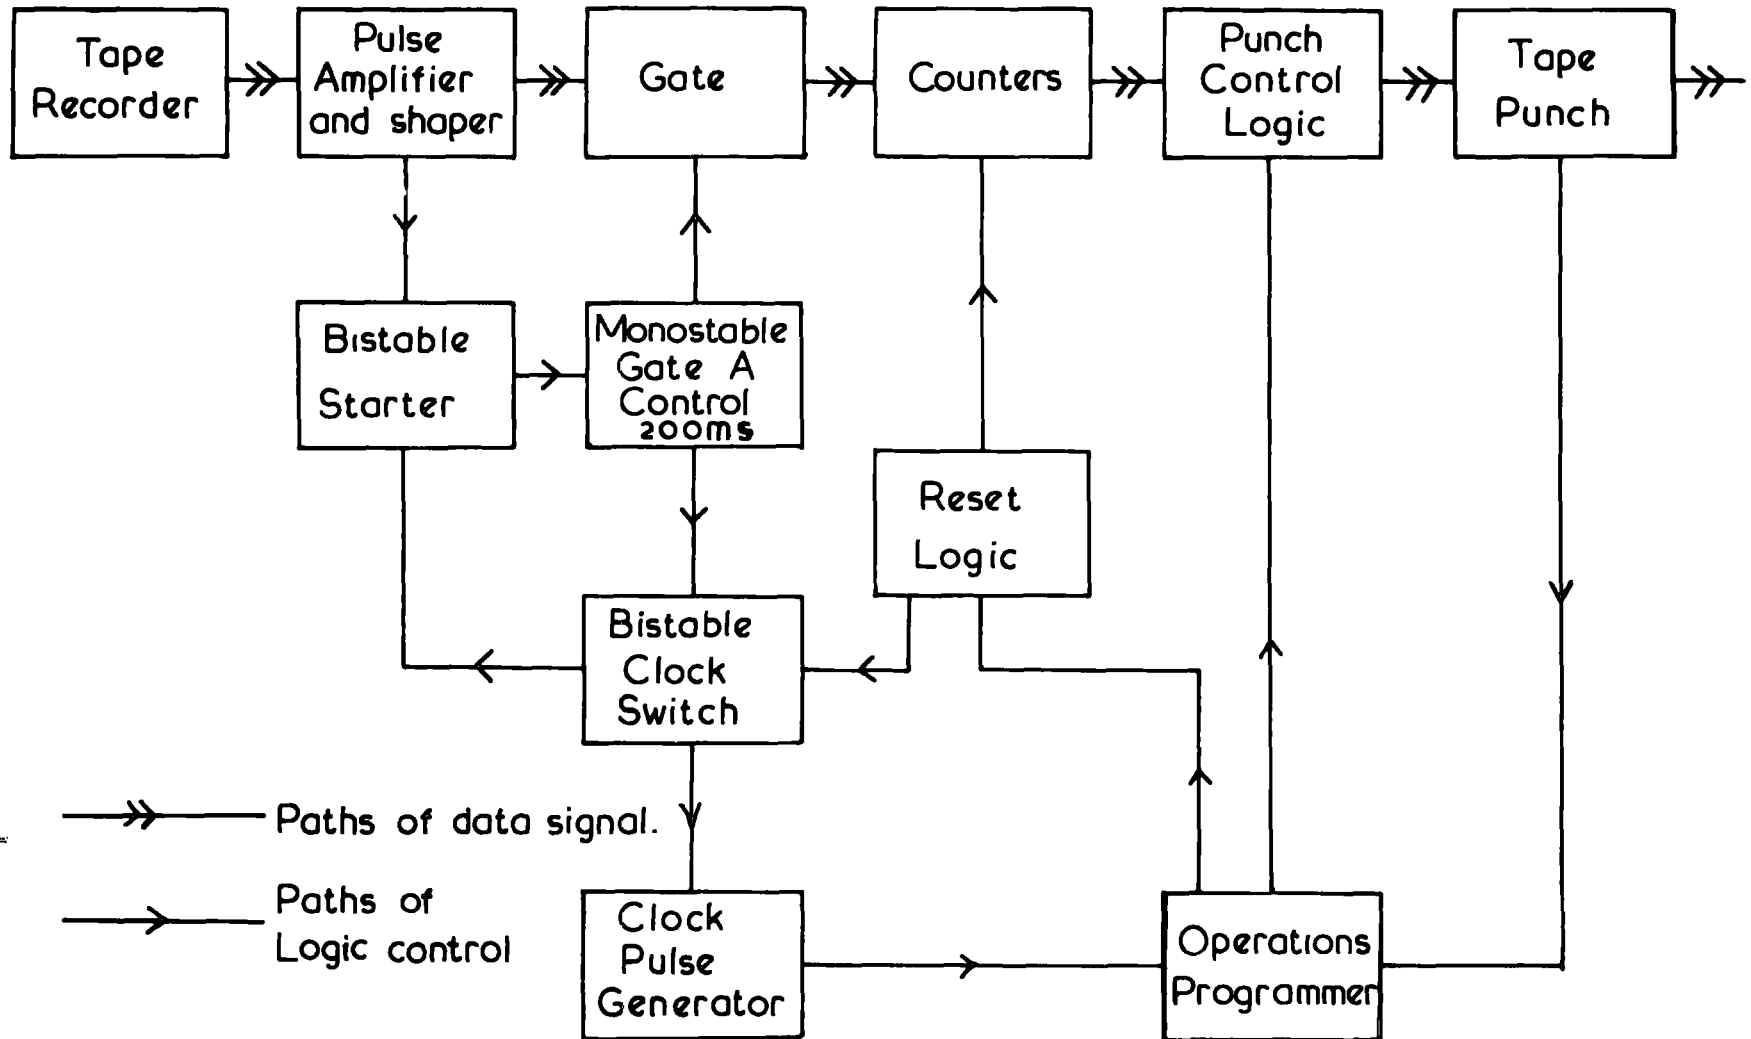 Tape
Recorder
Pulse
Amplifier
and shaper
Gate
Counters
Punch
Control
Logic
Tape
Punch
Bistable
Starter
Monostable
Gate A
Control
200ms
Reset
Logic
Bistable
Clock
Switch
Paths of data signal.
Paths of
Logic control
Clock
Pulse
Generator
Operations
Programmer